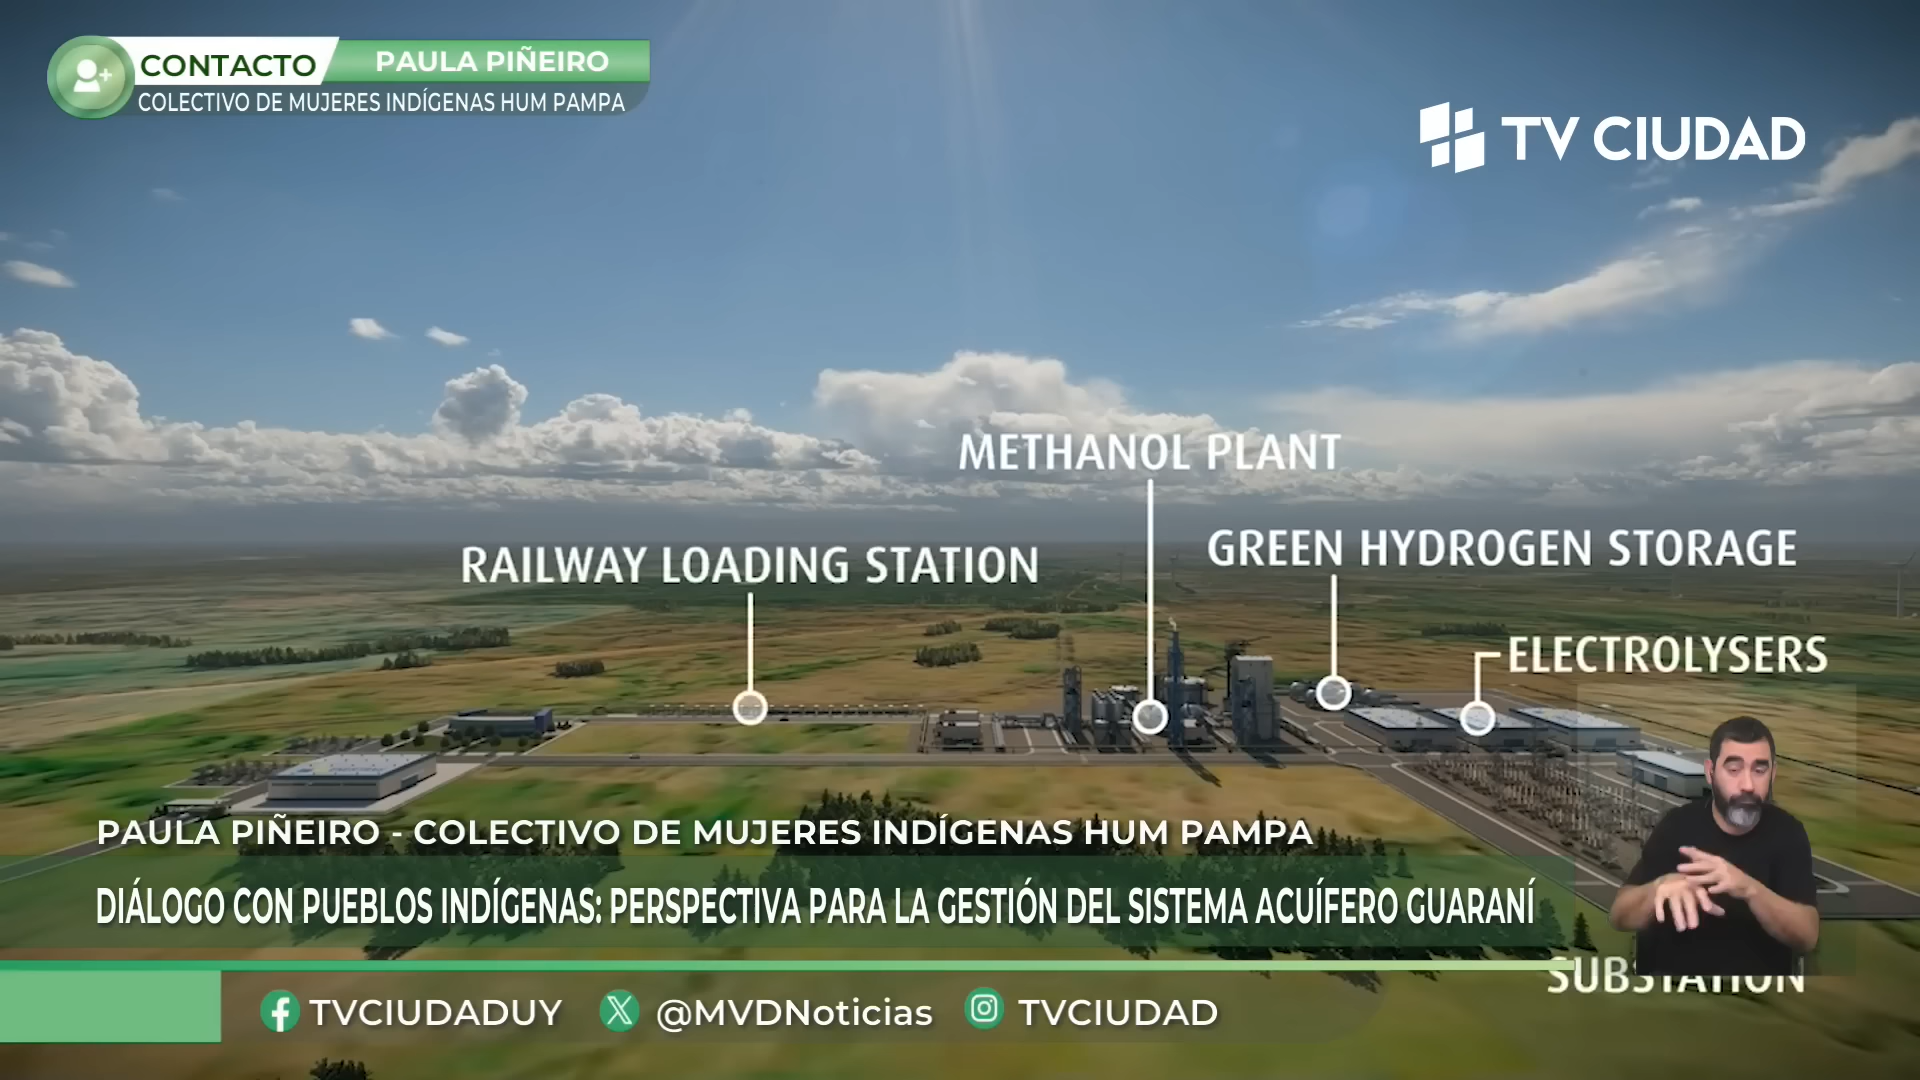 CONTACTO
PAULA PIÑEIRO
COLECTIVO DE MUJERES INDÍGENAS HUM PAMPA
TV CIUDAD
METHANOL PLANT
GREEN HYDROGEN STORAGE
RAILWAY LOADING STATION
ELECTROLYSERS
PAULA PIÑEIRO - COLECTIVO DE MUJERES INDÍGENAS HUM PAMPA
DIÁLOGO CON PUEBLOS INDÍGENAS: PERSPECTIVA PARA LA GESTIÓN DEL SISTEMA ACUÍFERO GUARANÍ
SUBSTATION
TVCIUDADUY
@MVDNoticias
TVCIUDAD